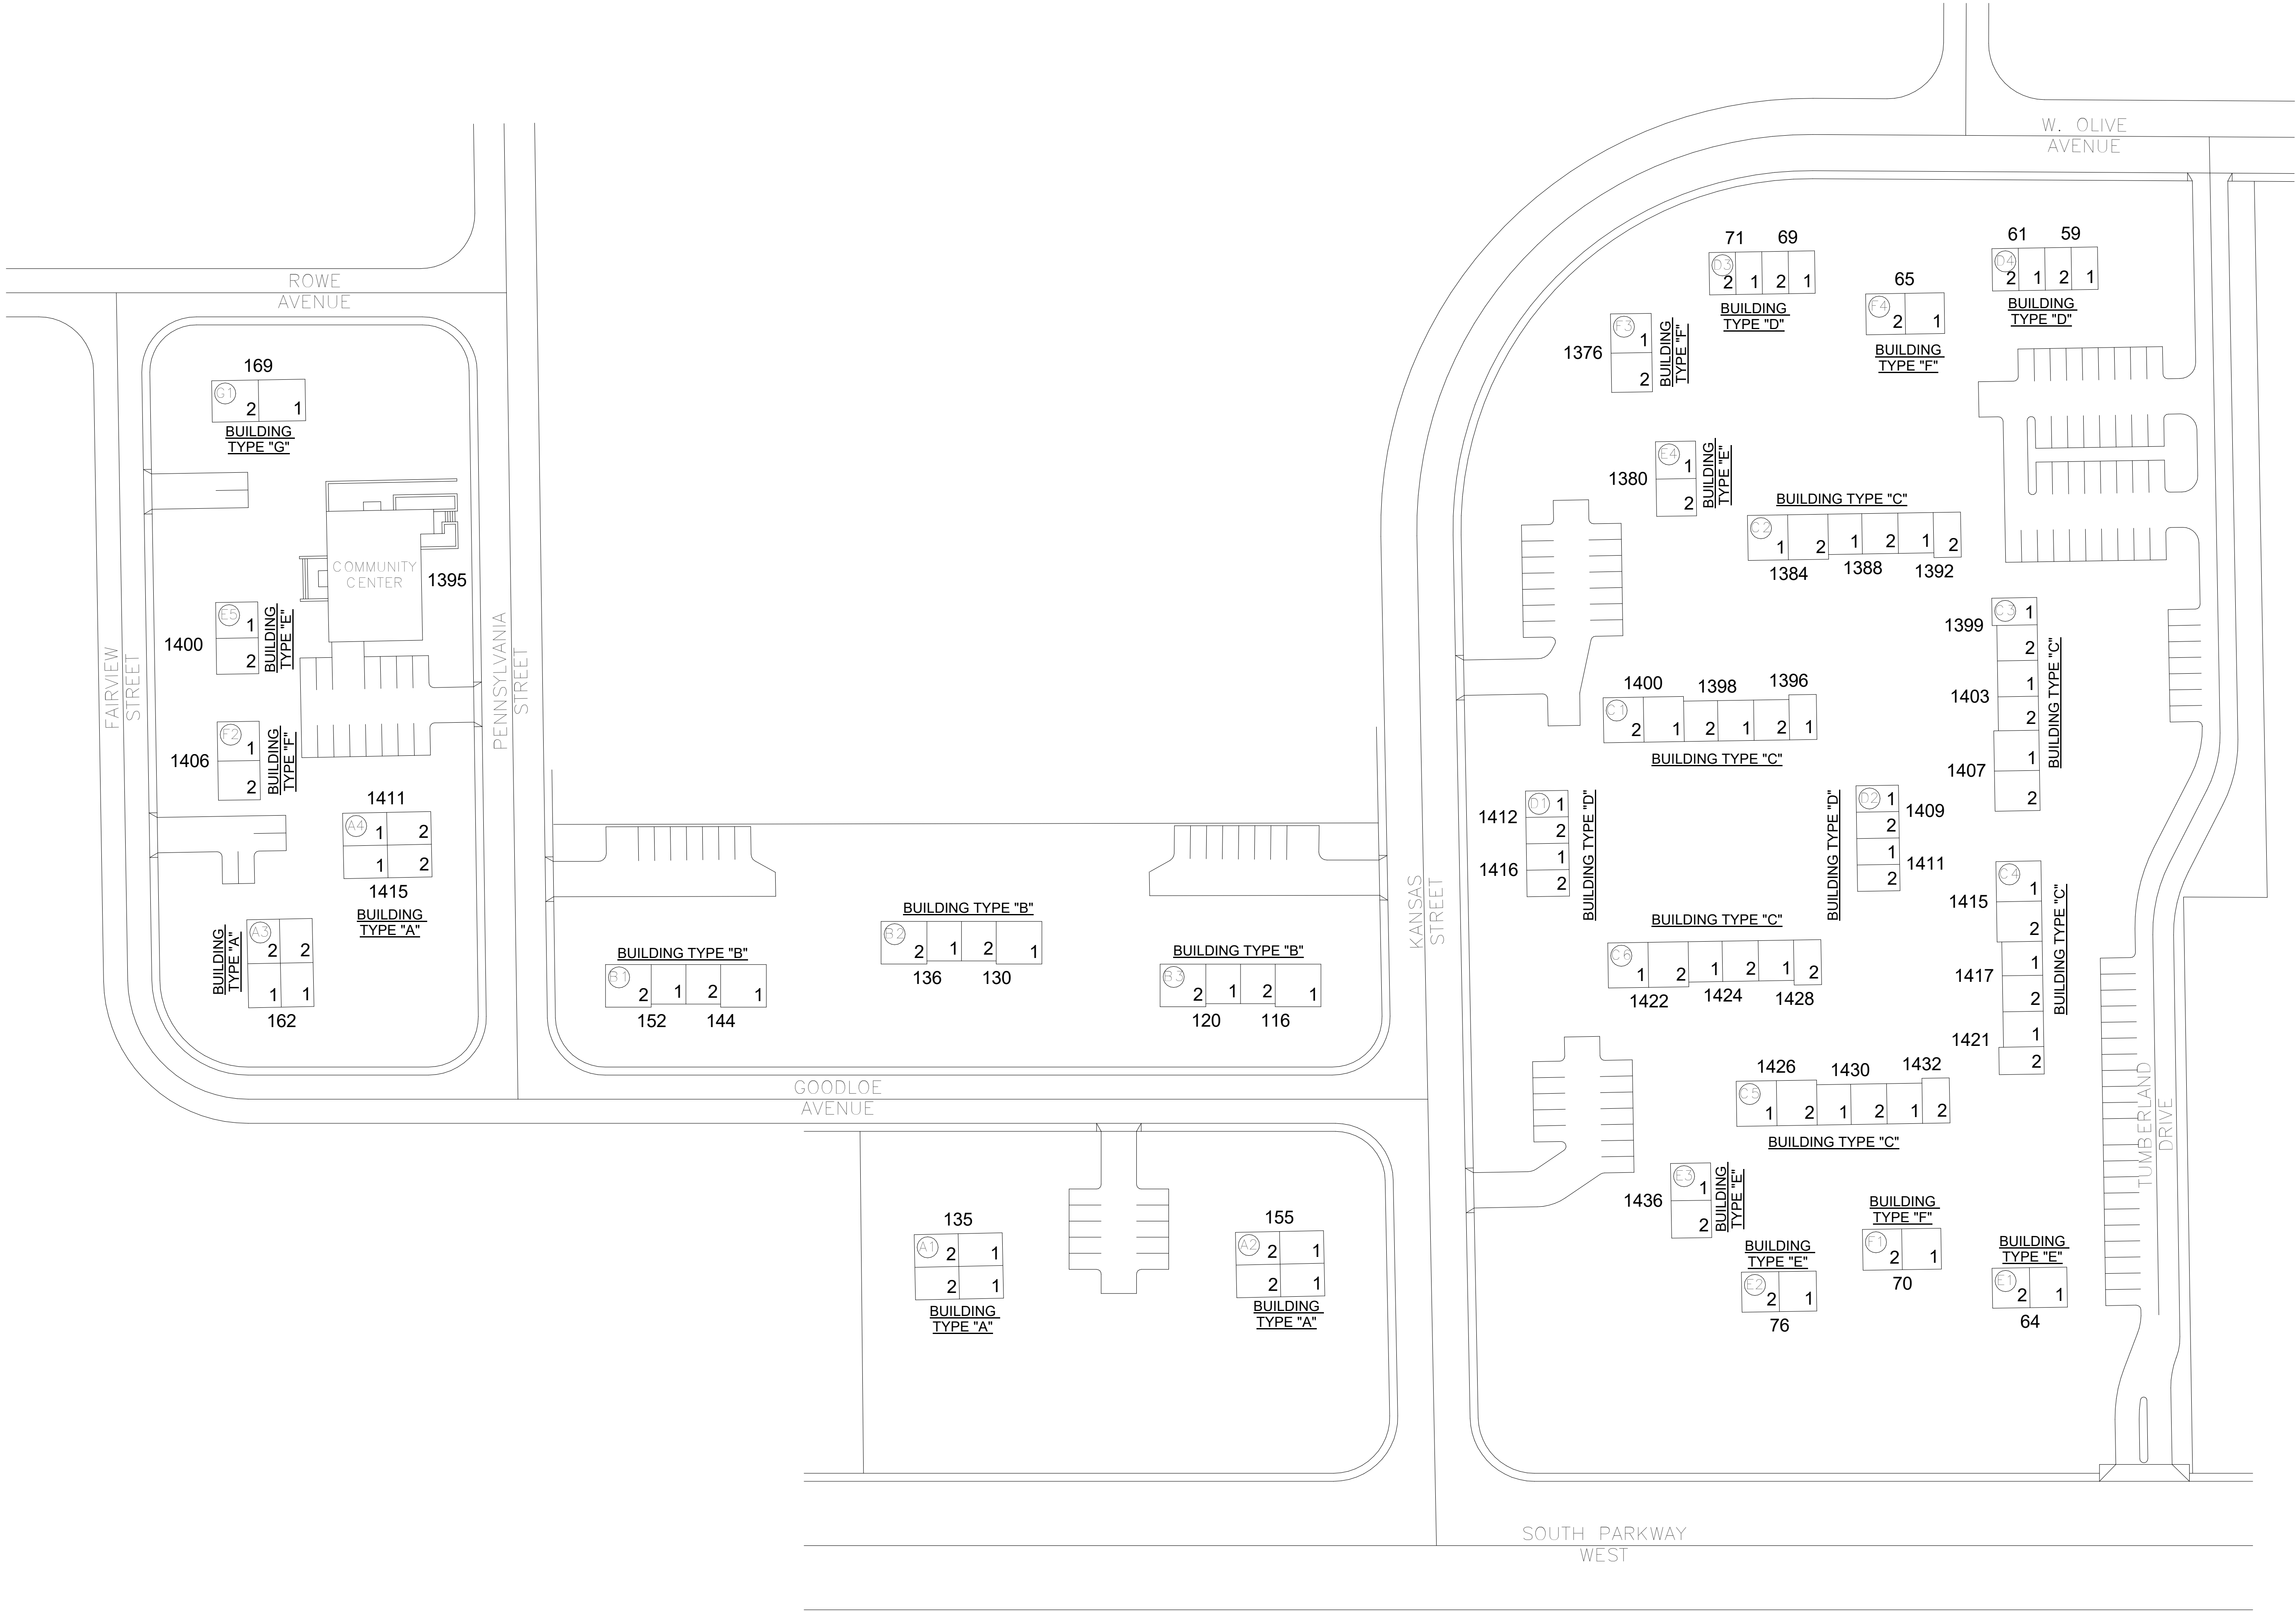 W. OLIVE
AVENUE
ROWE
AVENUE
169
G1
2 1
BUILDING
TYPE "G"
COMMUNITY
CENTER
1395
1400
E5
1
2
BUILDING
TYPE "E"
1406
F2
1
2
BUILDING
TYPE "F"
1411
A4
1 2
1 2
1415
BUILDING
TYPE "A"
BUILDING
TYPE "A"
A3
2 2
1 1
162
FAIRVIEW
STREET
PENNSYLVANIA
STREET
BUILDING TYPE "B"
B1
2 1 2 1
152 144
BUILDING TYPE "B"
B2
2 1 2 1
136 130
BUILDING TYPE "B"
B3
2 1 2 1
120 116
GOODLOE
AVENUE
135
A1
2 1
2 1
BUILDING
TYPE "A"
155
A2
2 1
2 1
BUILDING
TYPE "A"
KANSAS
STREET
71 69
D3
2 1 2 1
BUILDING
TYPE "D"
65
F4
2 1
BUILDING
TYPE "F"
61 59
D4
2 1 2 1
BUILDING
TYPE "D"
1376
F3
1
2
BUILDING
TYPE "F"
1380
E4
1
2
BUILDING
TYPE "E"
BUILDING TYPE "C"
C2
1 2 1 2 1 2
1384 1388 1392
1399
1403
1407
C3
1
2
1
2
1
2
BUILDING TYPE "C"
1400 1398 1396
C1
2 1 2 1 2 1
BUILDING TYPE "C"
1412
1416
D1
1
2
1
2
BUILDING TYPE "D"
BUILDING TYPE "D"
D2
1
2
1
2
1409
1411
1415
1417
1421
C4
1
2
1
2
1
2
BUILDING TYPE "C"
BUILDING TYPE "C"
C6
1 2 1 2 1 2
1422 1424 1428
1426 1430 1432
C5
1 2 1 2 1 2
BUILDING TYPE "C"
1436
E3
1
2
BUILDING
TYPE "E"
BUILDING
TYPE "E"
E2
2 1
76
BUILDING
TYPE "F"
F1
2 1
70
BUILDING
TYPE "E"
E1
2 1
64
TUMBERLAND
DRIVE
SOUTH PARKWAY
WEST